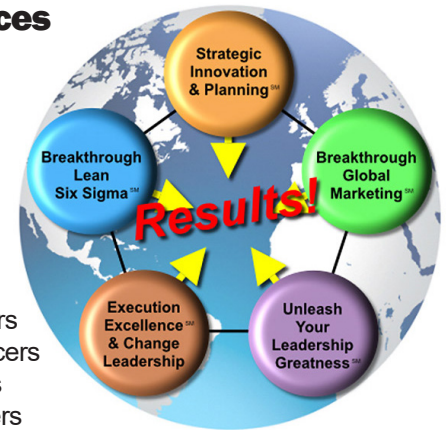 ces
Strategic
Innovation
& Planning℠
Breakthrough
Lean
Six Sigma℠
Breakthrough
Global
Marketing℠
Results!
Execution
Excellence℠
& Change
Leadership
Unleash
Your
Leadership
Greatness℠
rs
cers
s
ers